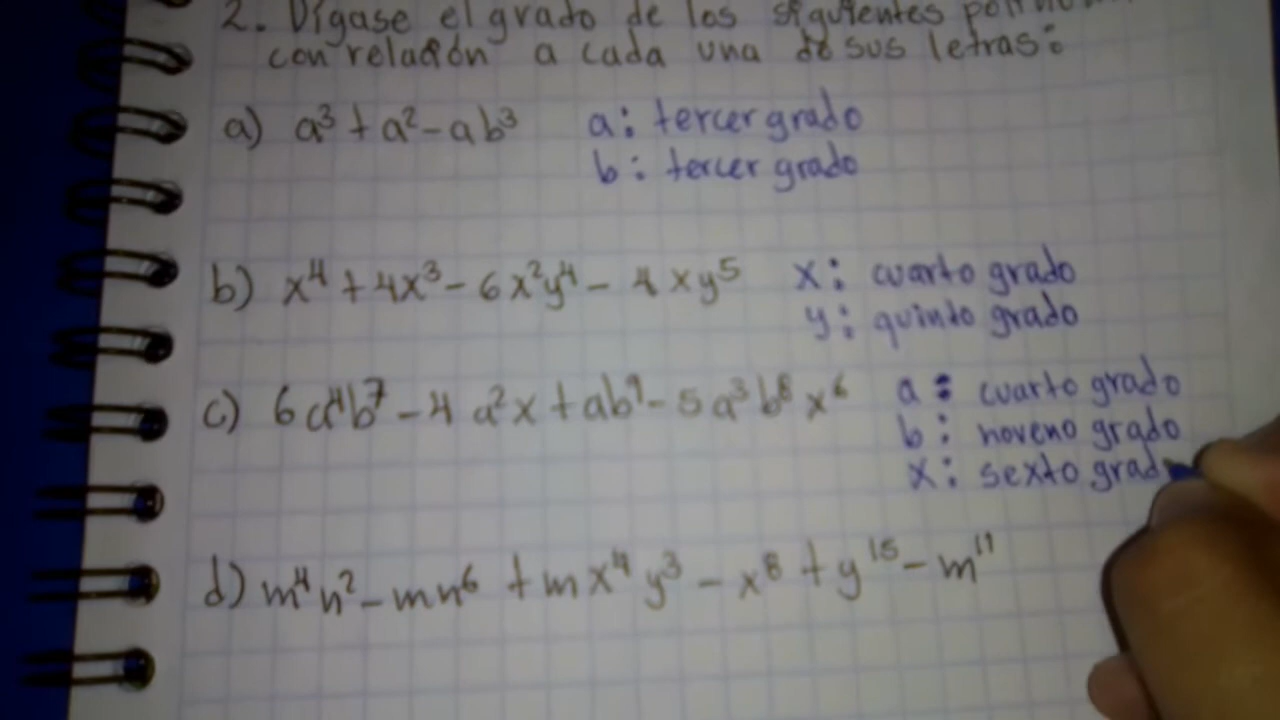 2. Dígase el grado de los siguientes
con relación a cada una de sus letras:
a) a³ + a² - ab³ a: tercer grado
b: tercer grado
b) x⁴ + 4x³ - 6x²y⁴ - 4xy⁵ x: cuarto grado
y: quinto grado
c) 6a⁴b⁷ - 4a²x + ab⁹ - 5a³b⁸x⁶ a: cuarto grado
b: noveno grado
x: sexto grad
d) m⁴n² - mn⁶ + mx⁴y³ - x⁸ + y¹⁵ - m¹¹